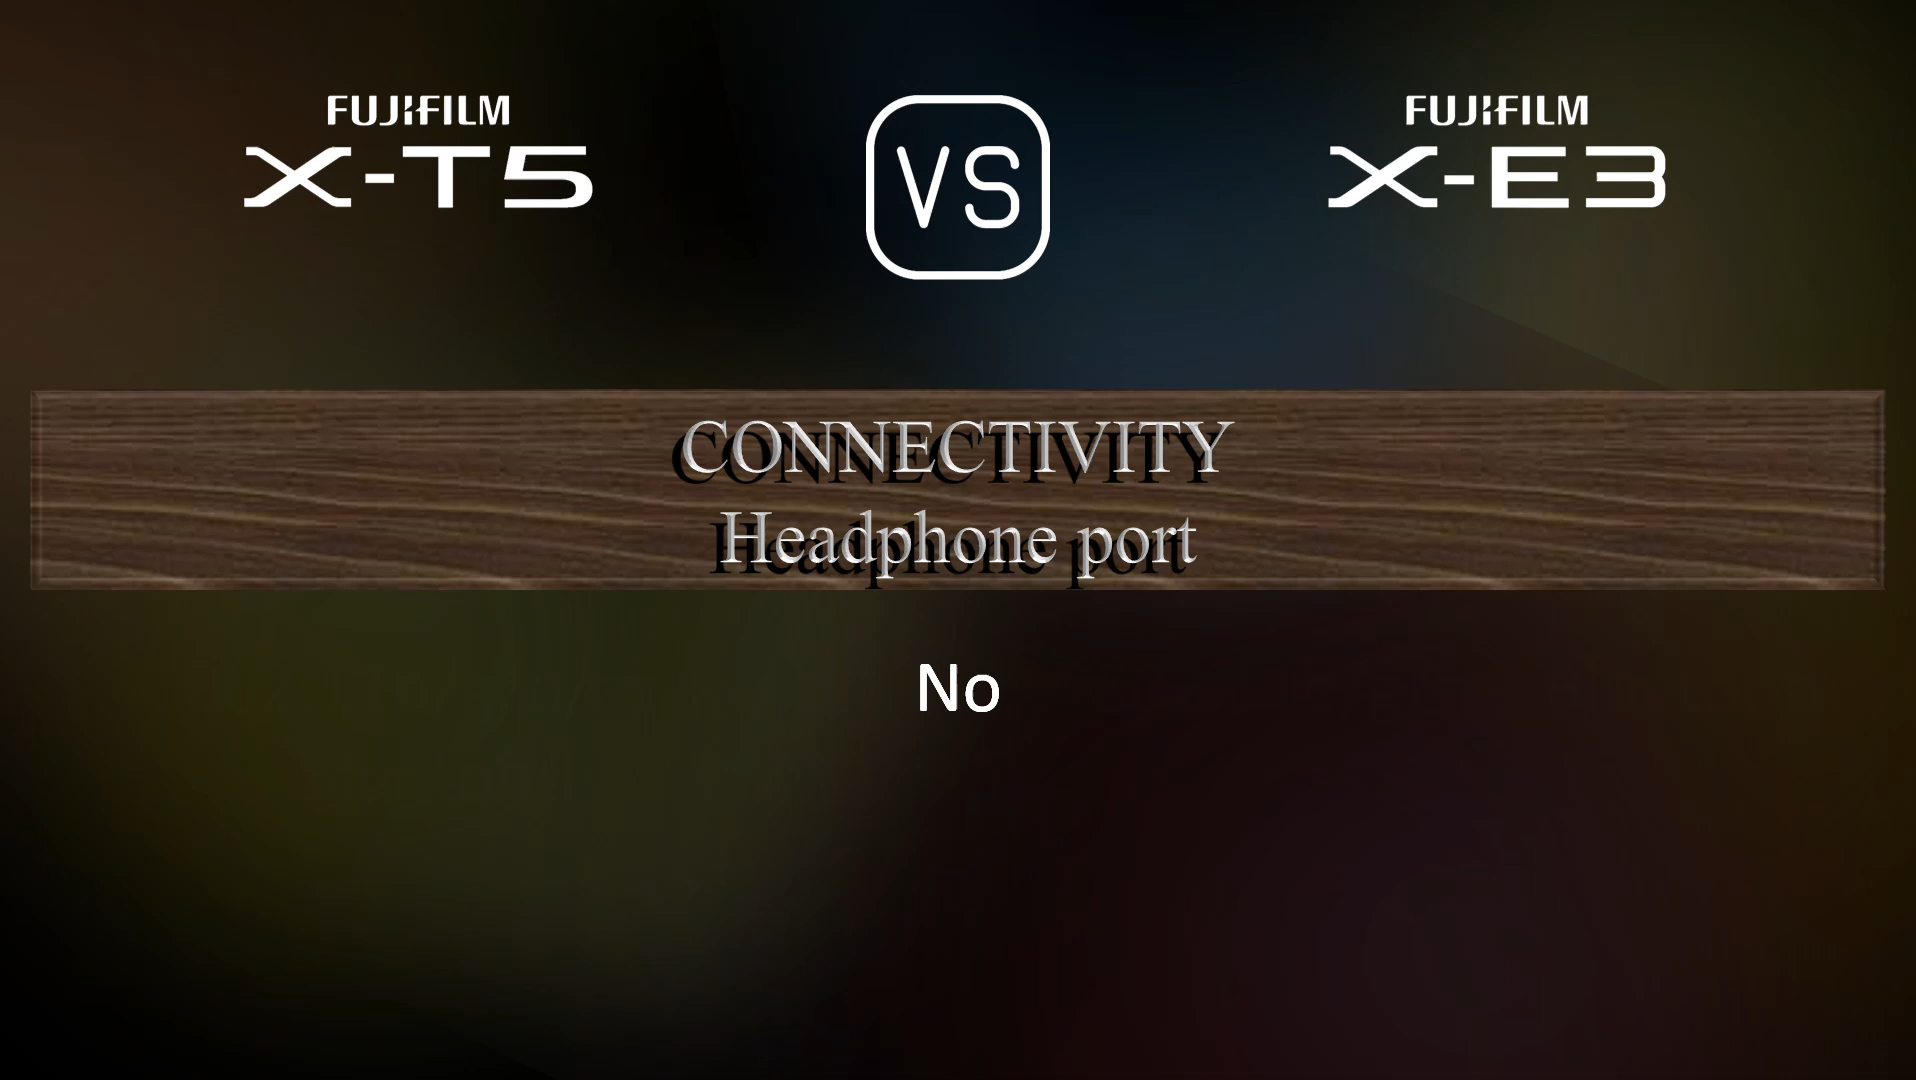 FUJIFILM
X-T5
VS
FUJIFILM
X-E3
CONNECTIVITY
Headphone port
No